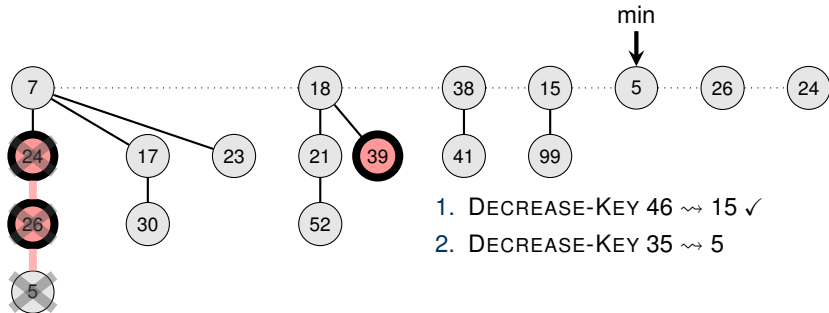 min
7 18 38 15 5 26 24
24 17 23 21 39 41 99
26 30 52
1. DECREASE-KEY 46 ⇝ 15 ✓
2. DECREASE-KEY 35 ⇝ 5
5